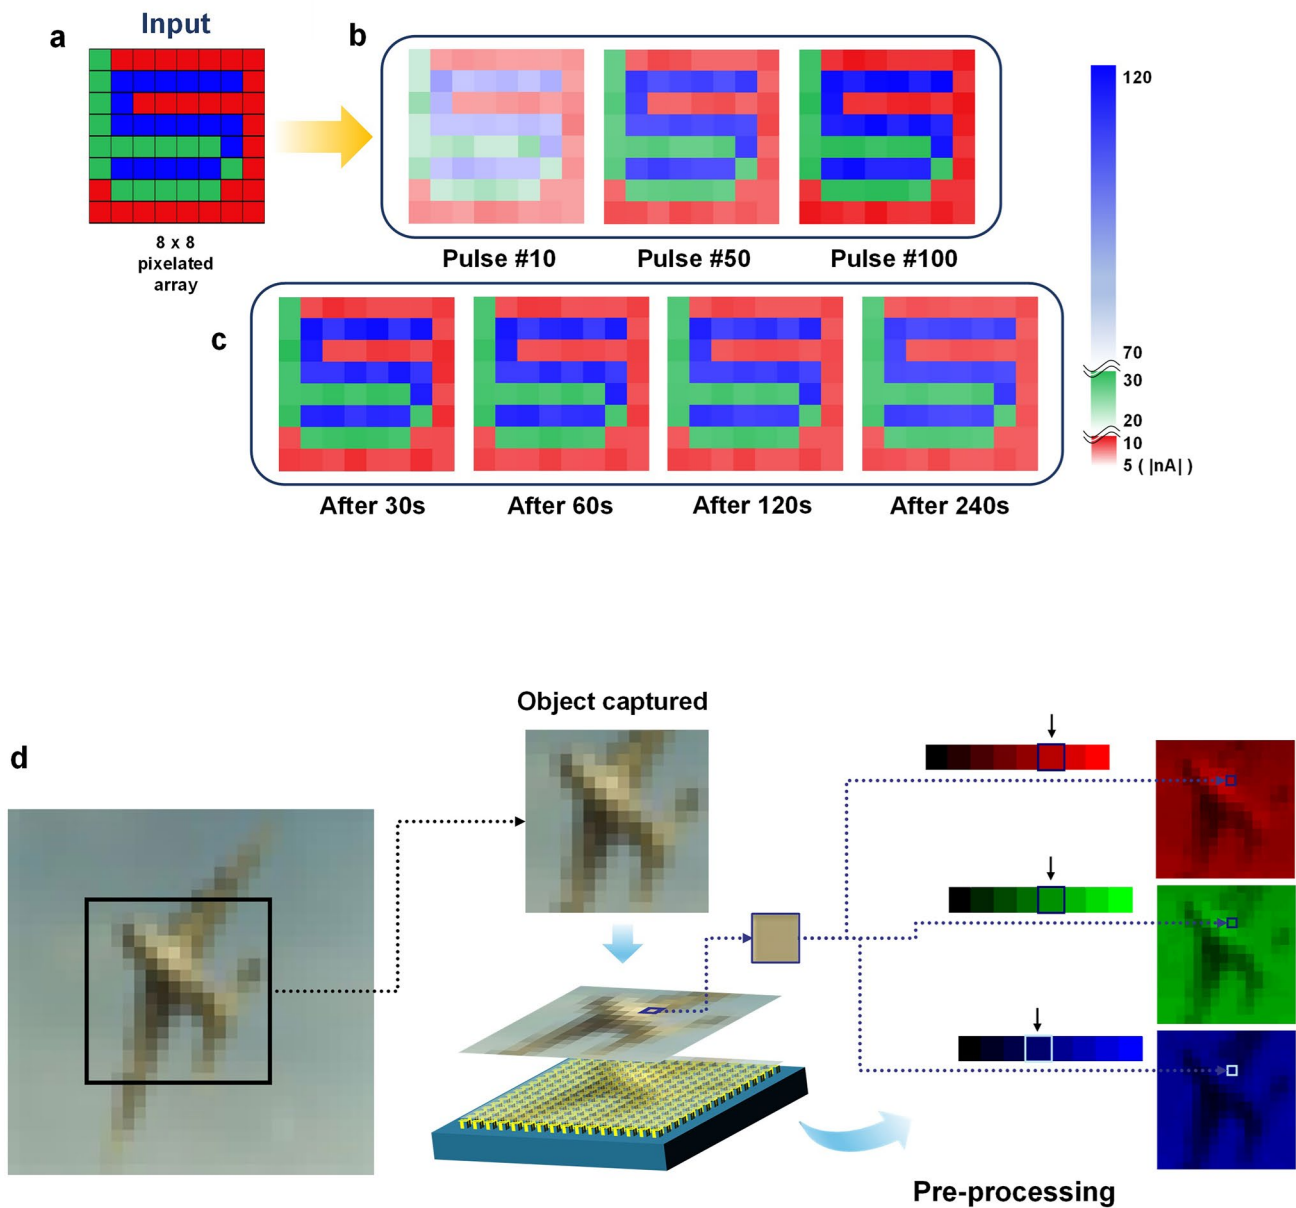 a
Input
8 x 8
pixelated
array
b
Pulse #10
Pulse #50
Pulse #100
c
After 30s
After 60s
After 120s
After 240s
120
70
30
20
10
5 ( |nA| )
d
Object captured
Pre-processing